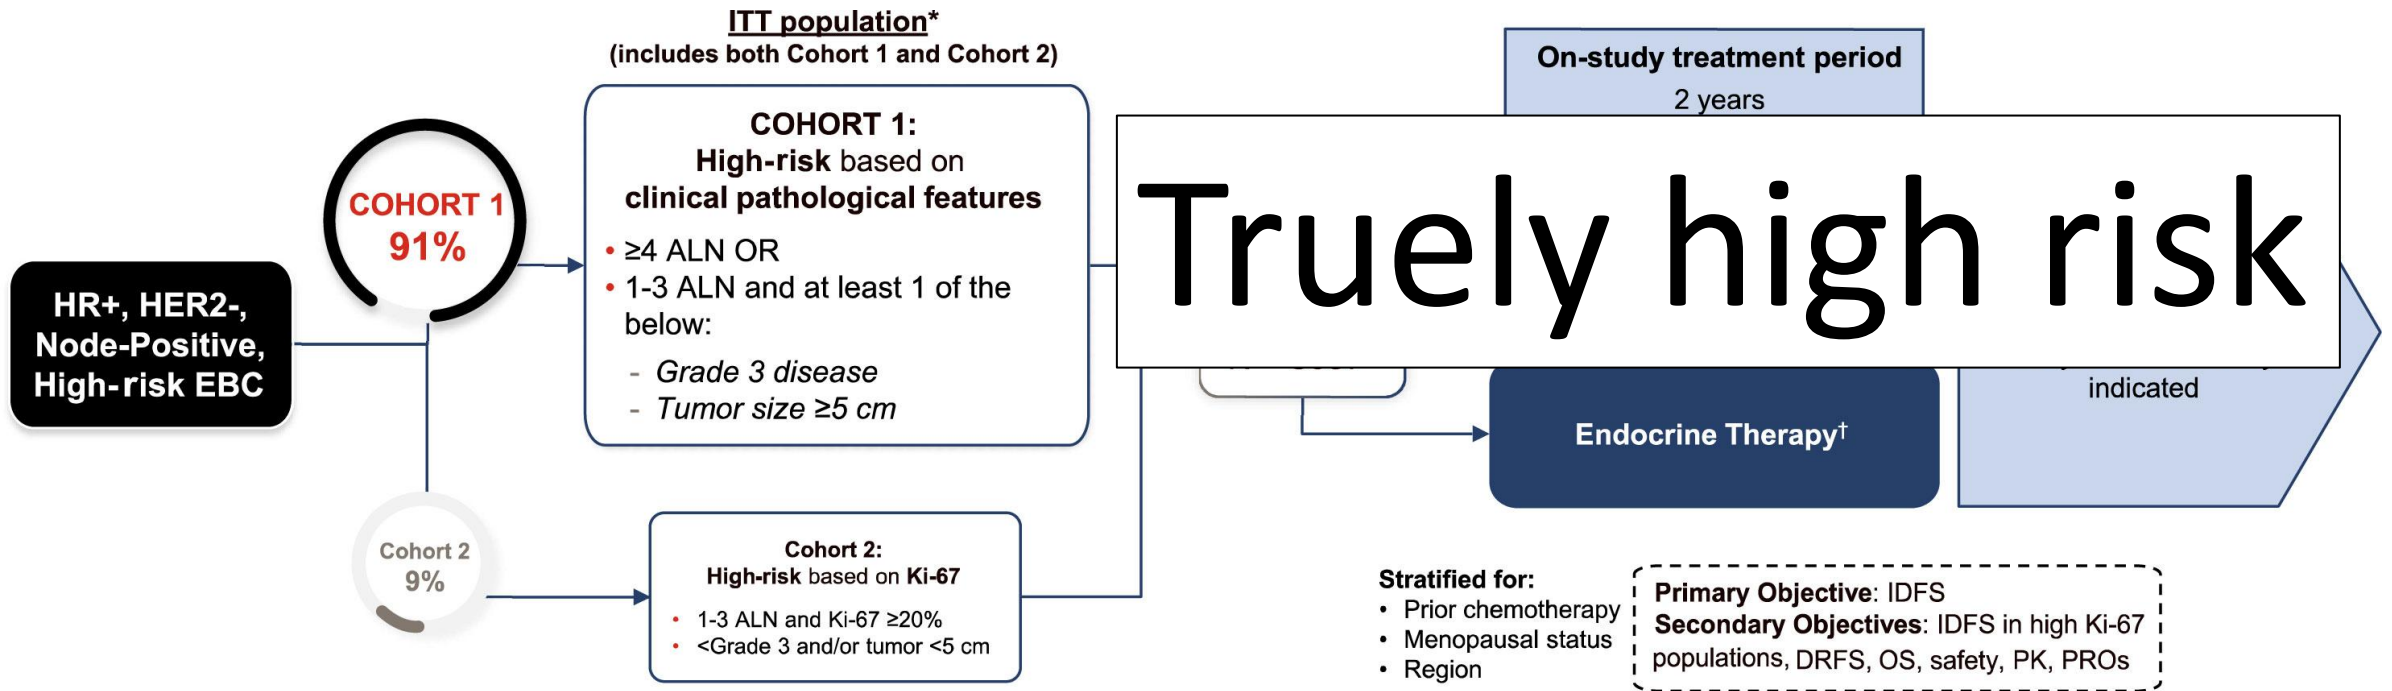 ITT population*
(includes both Cohort 1 and Cohort 2)
COHORT 1:
High-risk based on
clinical pathological features
• ≥4 ALN OR
• 1-3 ALN and at least 1 of the
below:
- Grade 3 disease
- Tumor size ≥5 cm
COHORT 1
91%
HR+, HER2-,
Node-Positive,
High-risk EBC
Cohort 2
9%
Cohort 2:
High-risk based on Ki-67
• 1-3 ALN and Ki-67 ≥20%
• <Grade 3 and/or tumor <5 cm
On-study treatment period
2 years
Truely high risk
indicated
Endocrine Therapy†
Stratified for:
• Prior chemotherapy
• Menopausal status
• Region
Primary Objective: IDFS
Secondary Objectives: IDFS in high Ki-67
populations, DRFS, OS, safety, PK, PROs